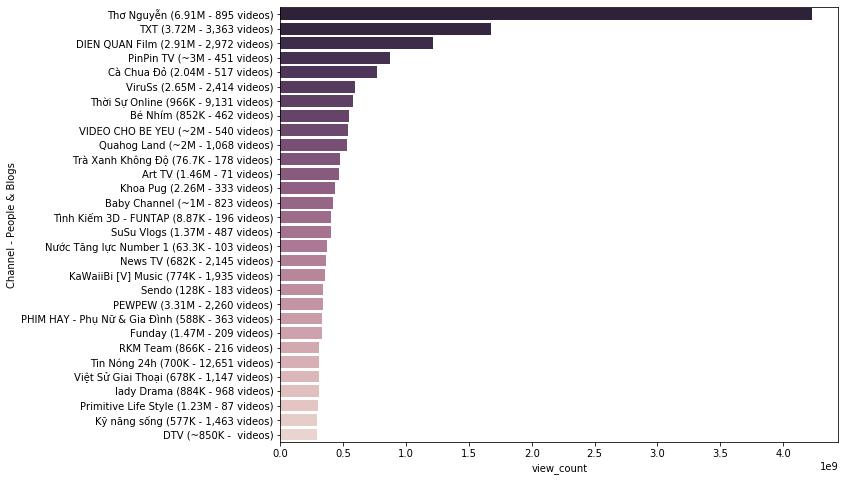 Channel - People & Blogs
Thơ Nguyễn (6.91M - 895 videos)
TXT (3.72M - 3,363 videos)
DIEN QUAN Film (2.91M - 2,972 videos)
PinPin TV (~3M - 451 videos)
Cà Chua Đỏ (2.04M - 517 videos)
ViruSs (2.65M - 2,414 videos)
Thời Sự Online (966K - 9,131 videos)
Bé Nhím (852K - 462 videos)
VIDEO CHO BE YEU (~2M - 540 videos)
Quahog Land (~2M - 1,068 videos)
Trà Xanh Không Độ (76.7K - 178 videos)
Art TV (1.46M - 71 videos)
Khoa Pug (2.26M - 333 videos)
Baby Channel (~1M - 823 videos)
Tình Kiếm 3D - FUNTAP (8.87K - 196 videos)
SuSu Vlogs (1.37M - 487 videos)
Nước Tăng lực Number 1 (63.3K - 103 videos)
News TV (682K - 2,145 videos)
KaWaiiBi [V] Music (774K - 1,935 videos)
Sendo (128K - 183 videos)
PEWPEW (3.31M - 2,260 videos)
PHIM HAY - Phụ Nữ & Gia Đình (588K - 363 videos)
Funday (1.47M - 209 videos)
RKM Team (866K - 216 videos)
Tin Nóng 24h (700K - 12,651 videos)
Việt Sử Giai Thoại (678K - 1,147 videos)
lady Drama (884K - 968 videos)
Primitive Life Style (1.23M - 87 videos)
Kỹ năng sống (577K - 1,463 videos)
DTV (~850K -  videos)
0.0 0.5 1.0 1.5 2.0 2.5 3.0 3.5 4.0
1e9
view_count